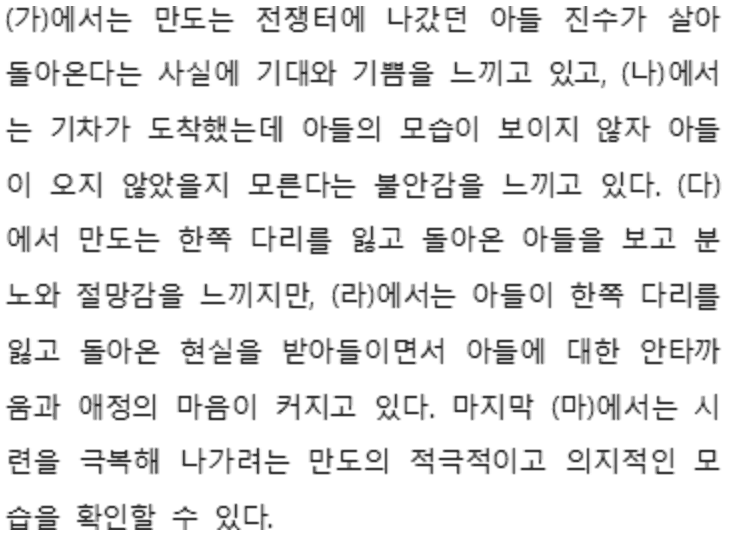 (가)에서는 만도는 전쟁터에 나갔던 아들 진수가 살아
돌아온다는 사실에 기대와 기쁨을 느끼고 있고, (나)에서
는 기차가 도착했는데 아들의 모습이 보이지 않자 아들
이 오지 않았을지 모른다는 불안감을 느끼고 있다. (다)
에서 만도는 한쪽 다리를 잃고 돌아온 아들을 보고 분
노와 절망감을 느끼지만, (라)에서는 아들이 한쪽 다리를
잃고 돌아온 현실을 받아들이면서 아들에 대한 안타까
움과 애정의 마음이 커지고 있다. 마지막 (마)에서는 시
련을 극복해 나가려는 만도의 적극적이고 의지적인 모
습을 확인할 수 있다.